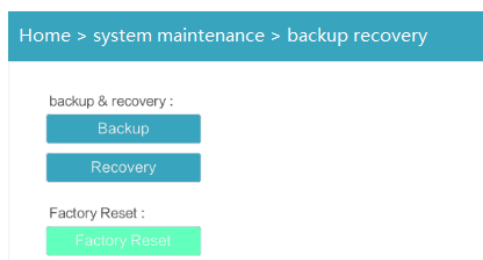 Home > system maintenance > backup recovery
backup & recovery :
Backup
Recovery
Factory Reset :
Factory Reset